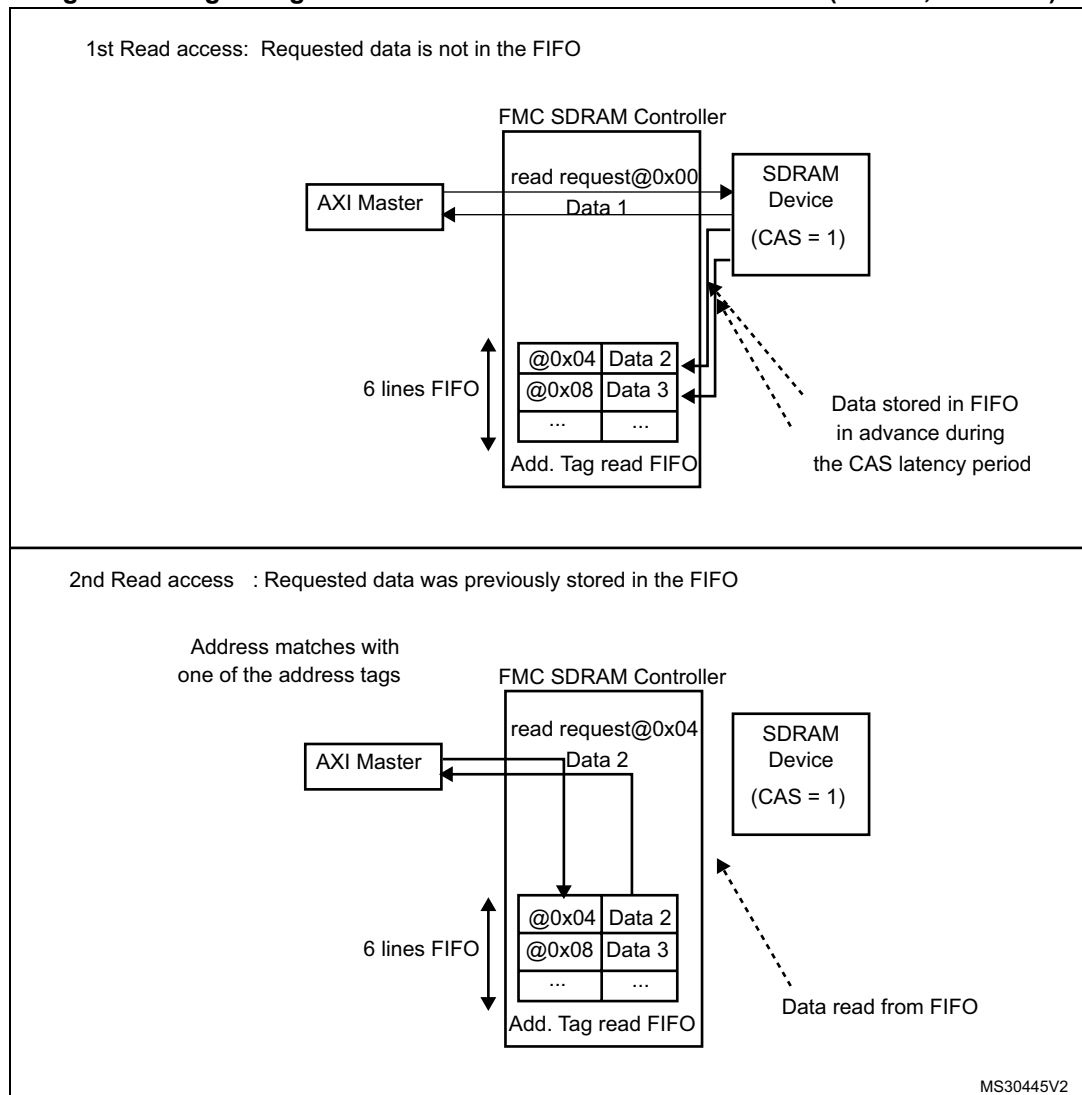 1st Read access: Requested data is not in the FIFO
FMC SDRAM Controller
read request@0x00
Data 1
AXI Master
SDRAM
Device
(CAS = 1)
@0x04 Data 2
@0x08 Data 3
... ...
6 lines FIFO
Add. Tag read FIFO
Data stored in FIFO
in advance during
the CAS latency period
2nd Read access : Requested data was previously stored in the FIFO
Address matches with
one of the address tags
FMC SDRAM Controller
read request@0x04
Data 2
AXI Master
SDRAM
Device
(CAS = 1)
@0x04 Data 2
@0x08 Data 3
... ...
6 lines FIFO
Add. Tag read FIFO
Data read from FIFO
MS30445V2